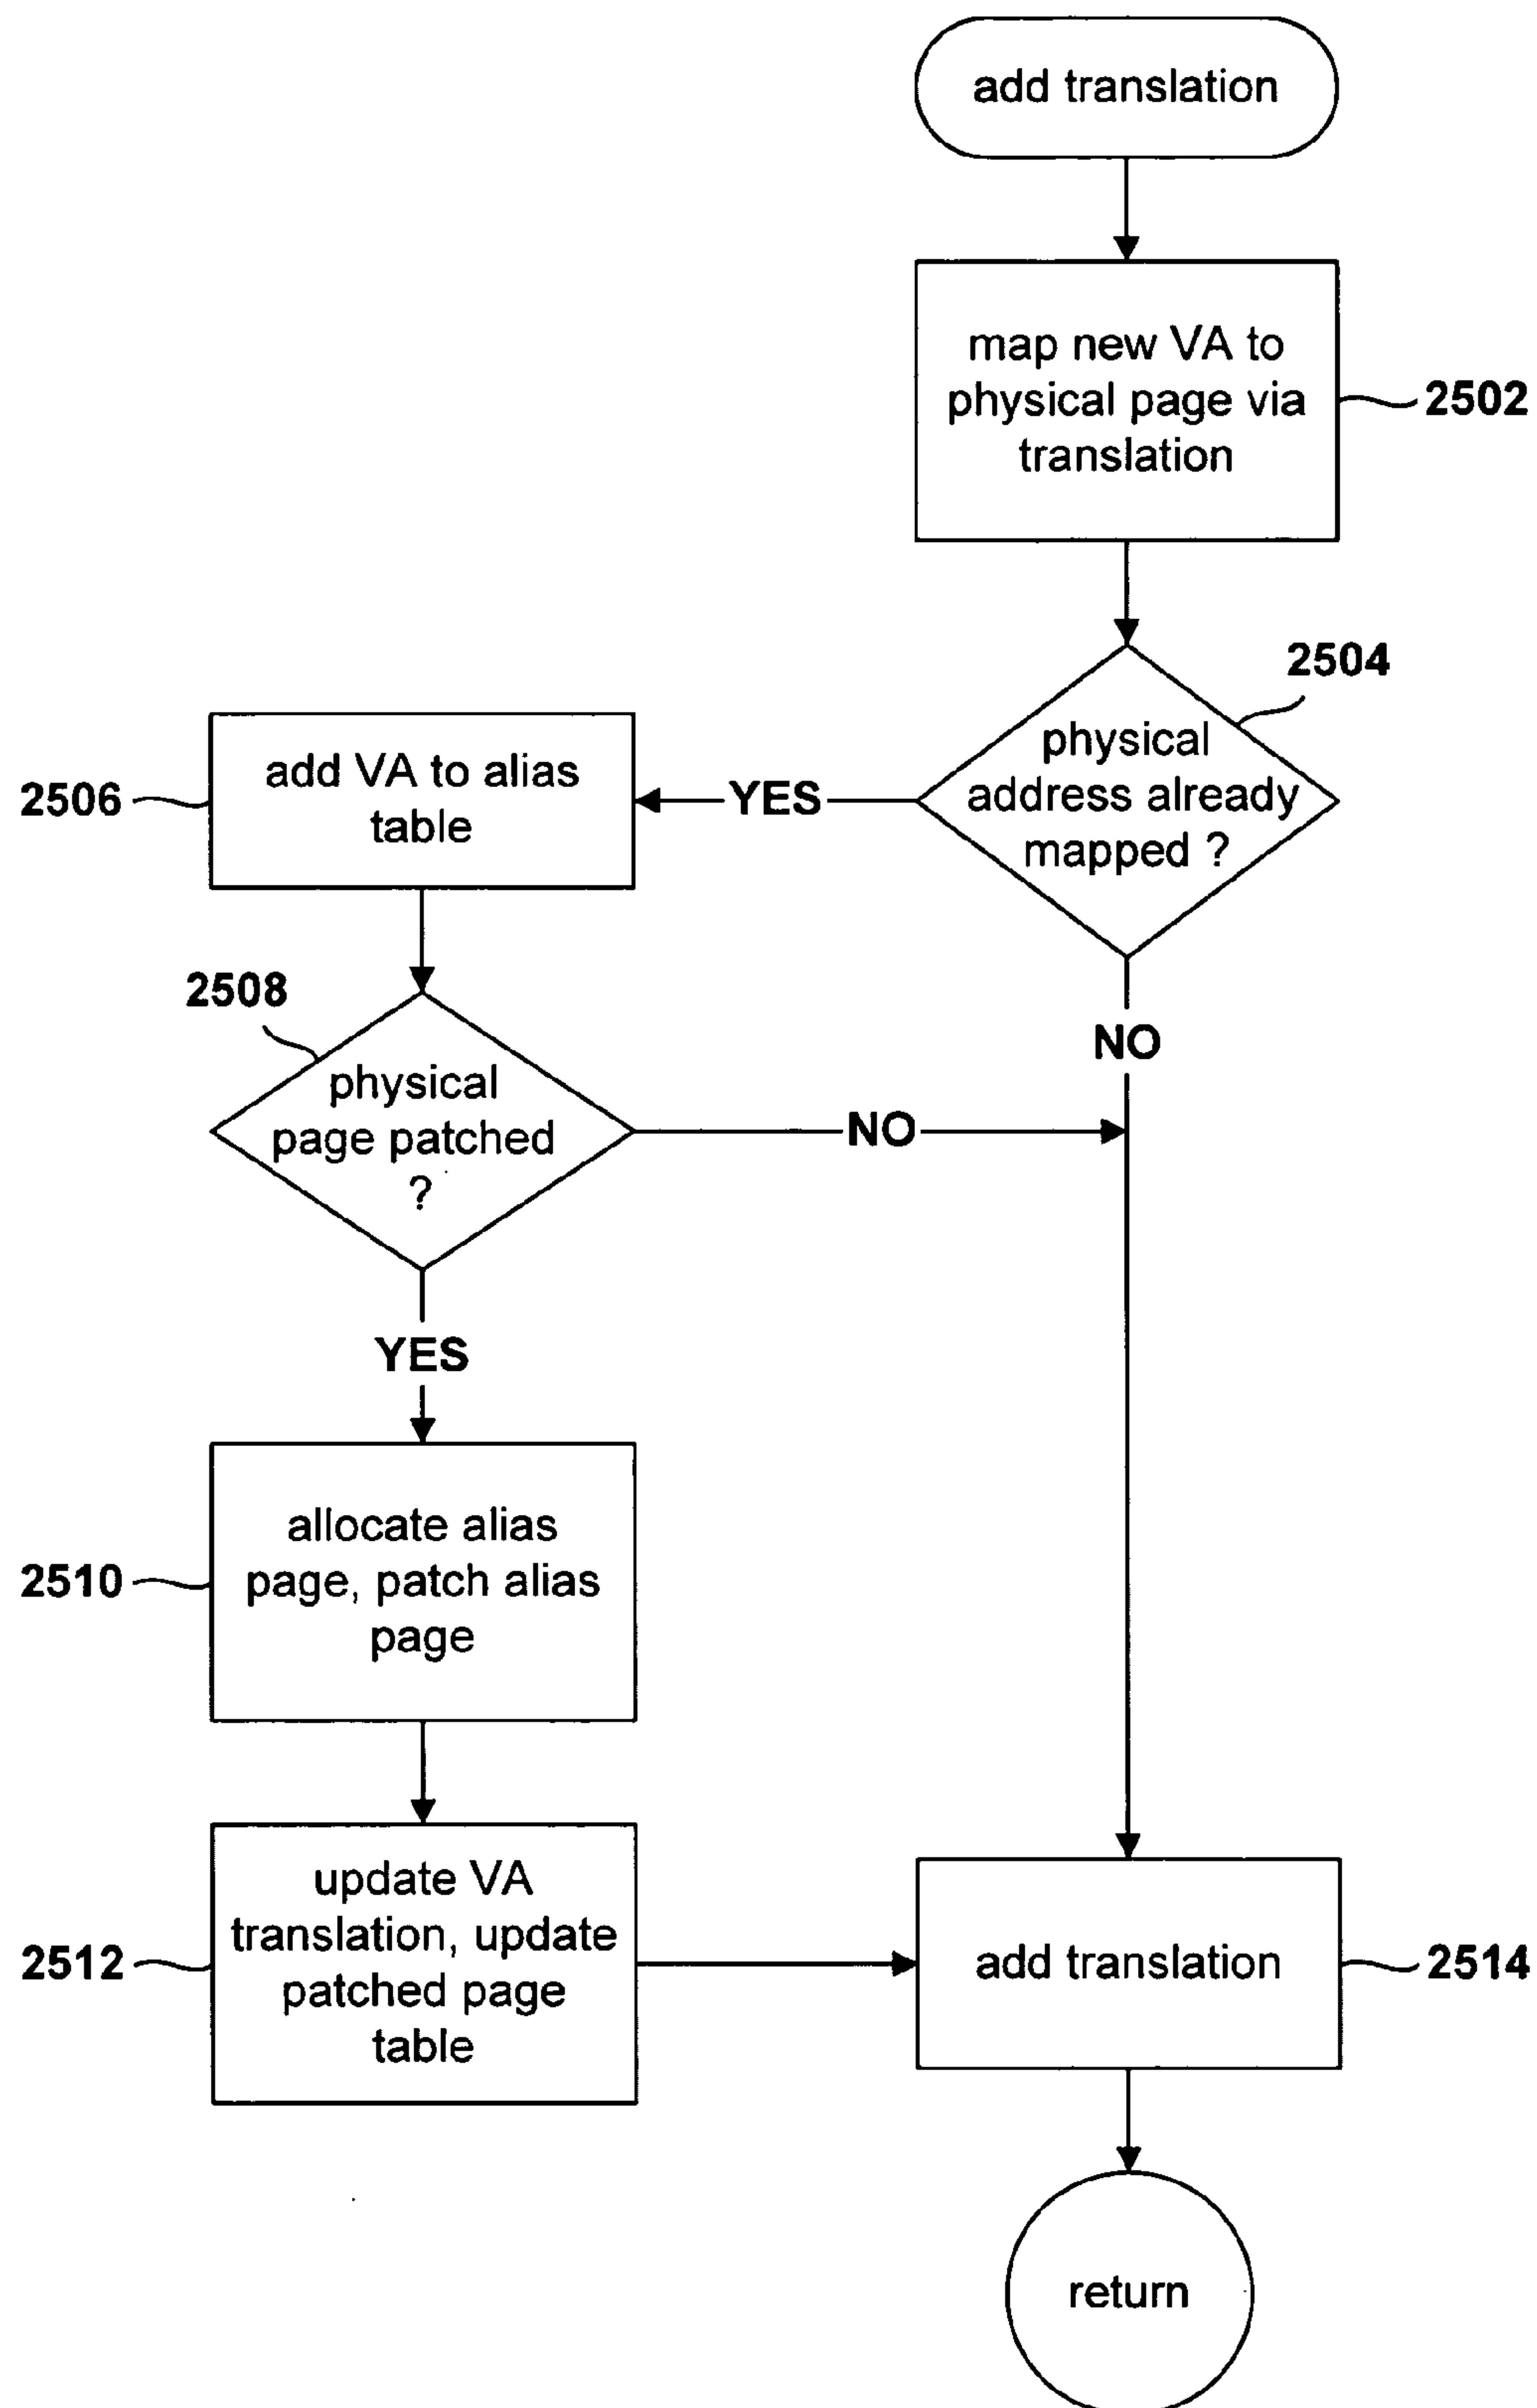 add translation
map new VA to
physical page via
translation
2502
2504
physical
address already
mapped ?
YES
add VA to alias
table
2506
NO
2508
physical
page patched
?
NO
YES
allocate alias
page, patch alias
page
2510
update VA
translation, update
patched page
table
2512
add translation
2514
return